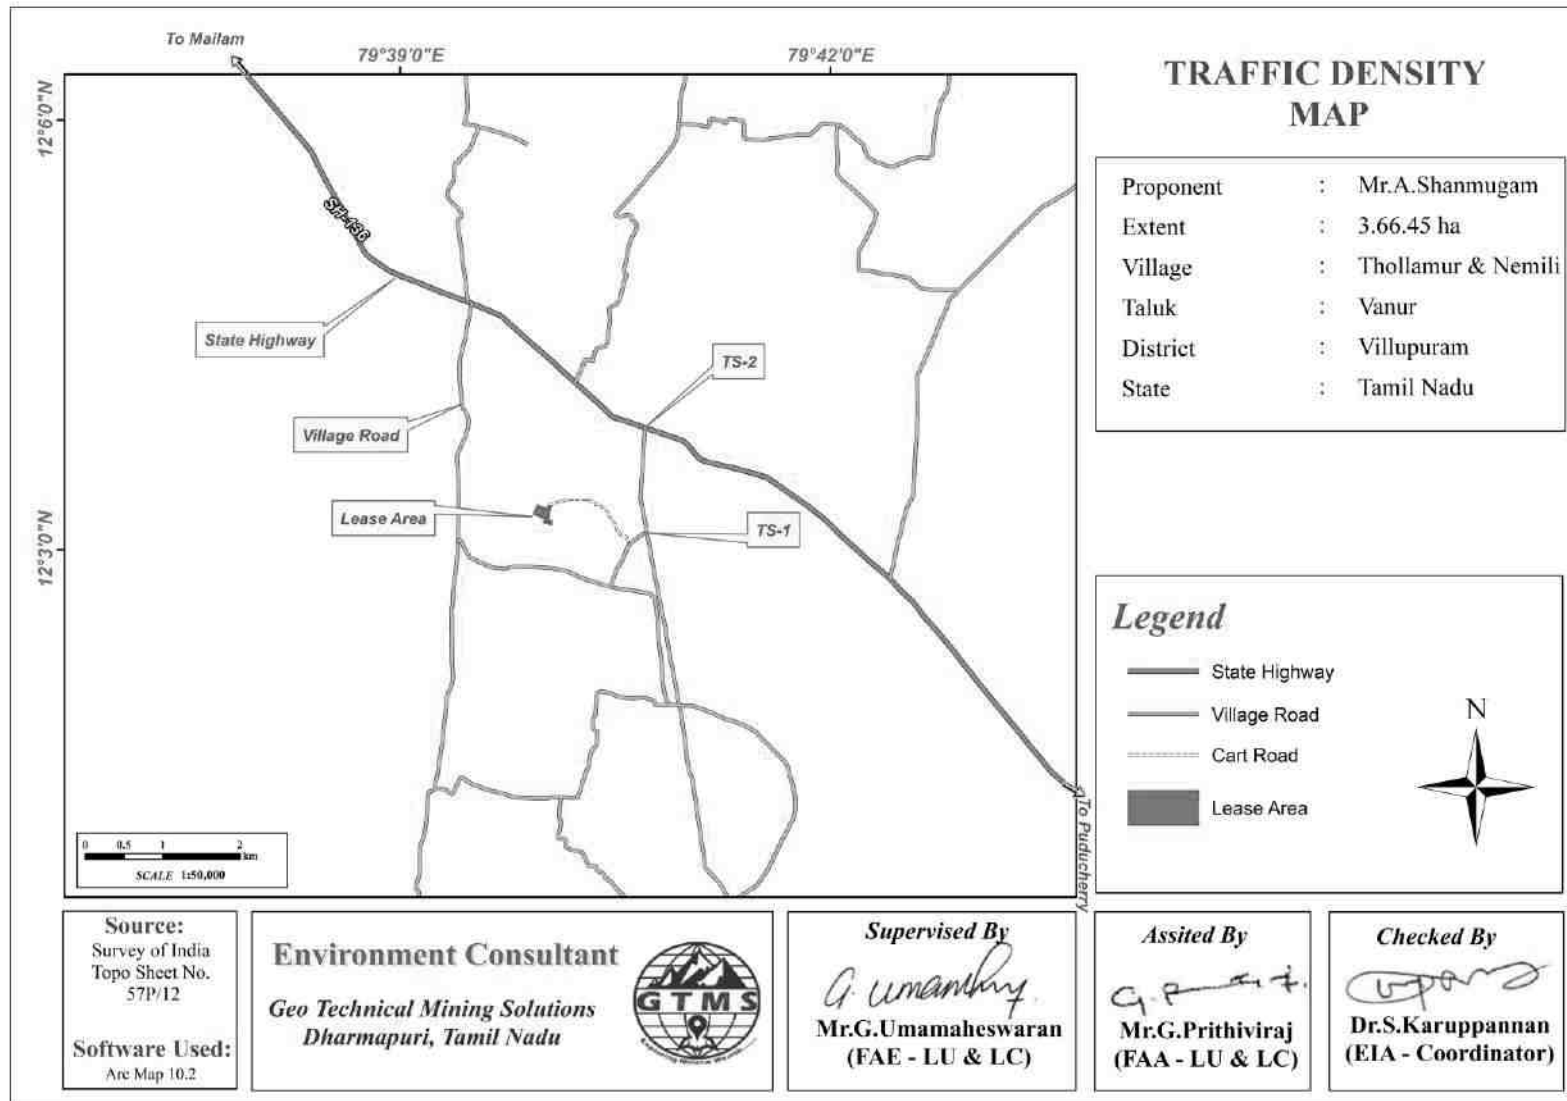 To Mailam
79°39'0"E
79°42'0"E
12°6'0"N
12°3'0"N
SH-136
State Highway
Village Road
Lease Area
TS-2
TS-1
To Puducherry
0 0.5 1 2
km
SCALE 1:50,000
TRAFFIC DENSITY
MAP
Proponent : Mr.A.Shanmugam
Extent : 3.66.45 ha
Village : Thollamur & Nemili
Taluk : Vanur
District : Villupuram
State : Tamil Nadu
Legend
State Highway
Village Road
Cart Road
Lease Area
N
Source:
Survey of India
Topo Sheet No.
57P/12
Software Used:
Arc Map 10.2
Environment Consultant
Geo Technical Mining Solutions
Dharmapuri, Tamil Nadu
GTMS
Supervised By
G. Umamahes
Mr.G.Umamaheswaran
(FAE - LU & LC)
Assited By
Mr.G.Prithiviraj
(FAA - LU & LC)
Checked By
Dr.S.Karuppannan
(EIA - Coordinator)